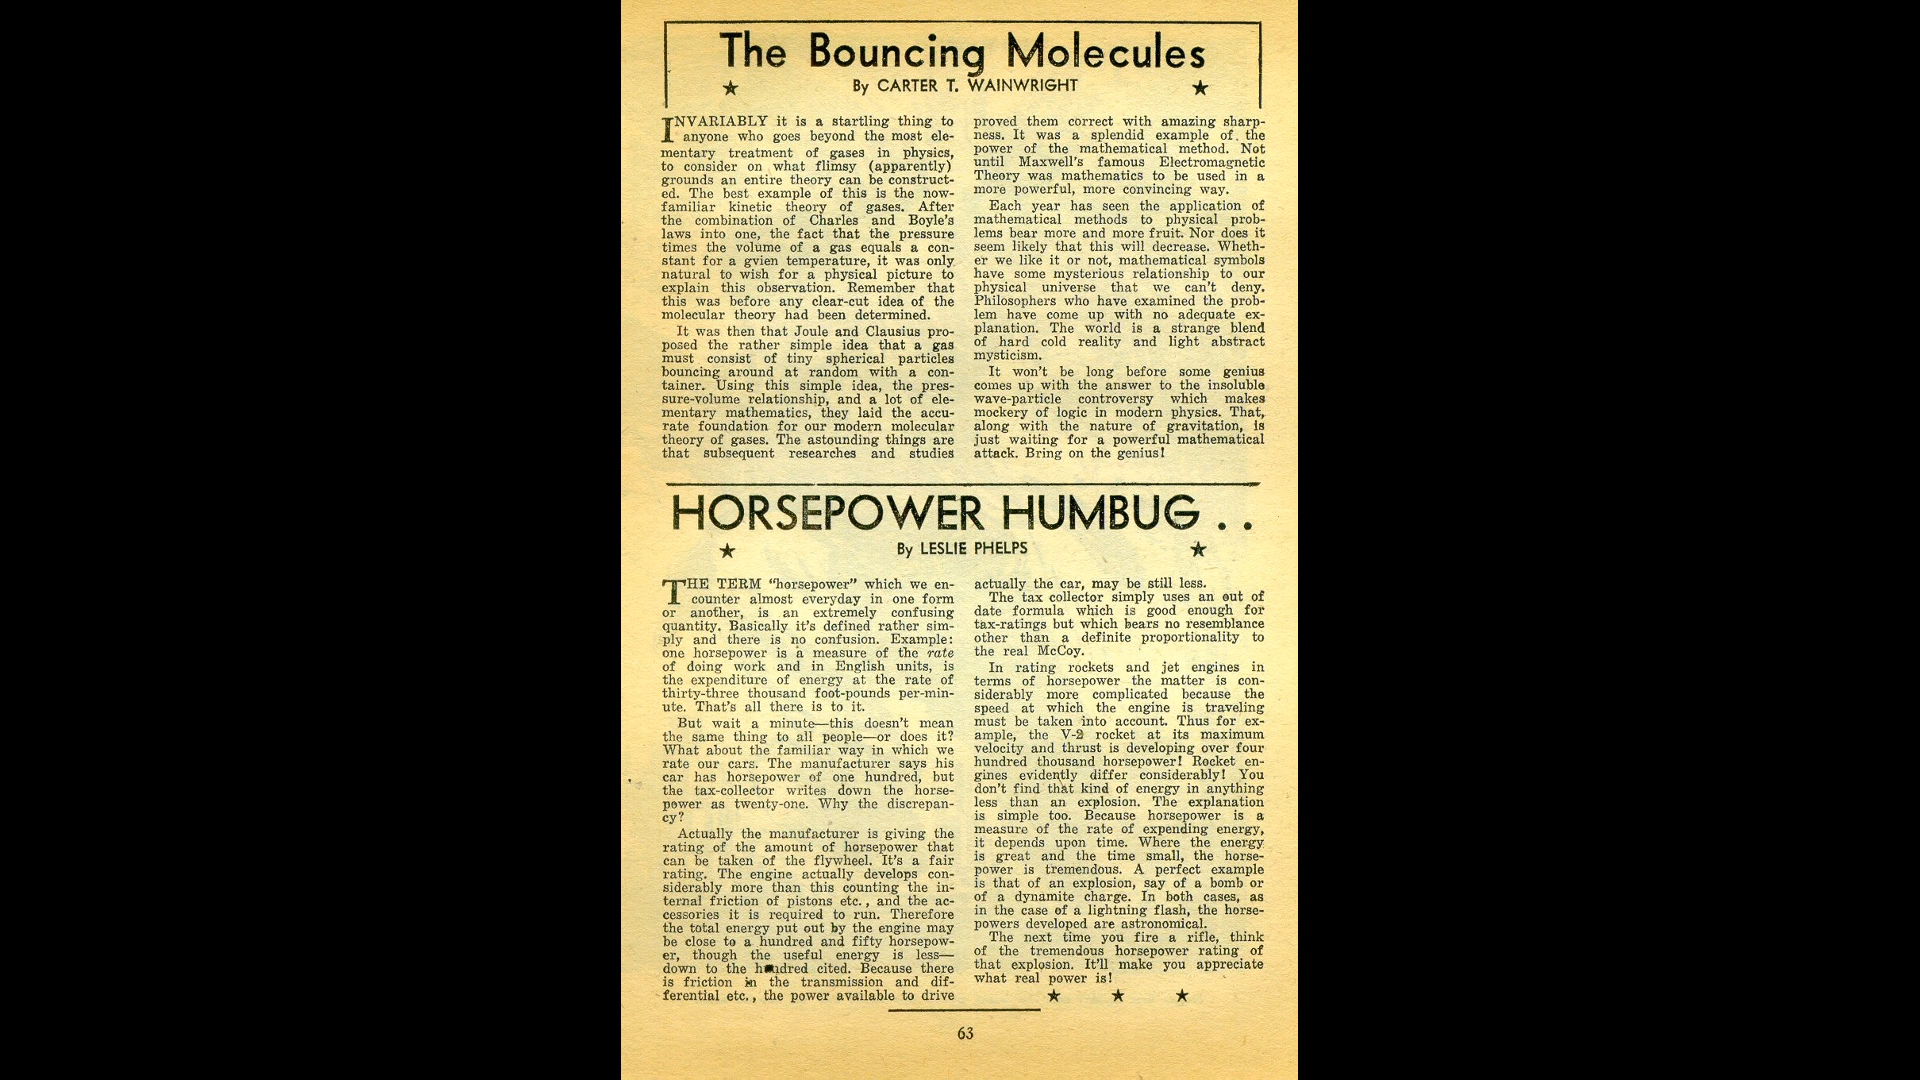 The Bouncing Molecules
★ By CARTER T. WAINWRIGHT ★
INVARIABLY it is a startling thing to
anyone who goes beyond the most ele-
mentary treatment of gases in physics,
to consider on what flimsy (apparently)
grounds an entire theory can be construct-
ed. The best example of this is the now-
familiar kinetic theory of gases. After
the combination of Charles and Boyle's
laws into one, the fact that the pressure
times the volume of a gas equals a con-
stant for a gvien temperature, it was only
natural to wish for a physical picture to
explain this observation. Remember that
this was before any clear-cut idea of the
molecular theory had been determined.
It was then that Joule and Clausius pro-
posed the rather simple idea that a gas
must consist of tiny spherical particles
bouncing around at random with a con-
tainer. Using this simple idea, the pres-
sure-volume relationship, and a lot of ele-
mentary mathematics, they laid the accu-
rate foundation for our modern molecular
theory of gases. The astounding things are
that subsequent researches and studies
proved them correct with amazing sharp-
ness. It was a splendid example of the
power of the mathematical method. Not
until Maxwell's famous Electromagnetic
Theory was mathematics to be used in a
more powerful, more convincing way.
Each year has seen the application of
mathematical methods to physical prob-
lems bear more and more fruit. Nor does it
seem likely that this will decrease. Wheth-
er we like it or not, mathematical symbols
have some mysterious relationship to our
physical universe that we can't deny.
Philosophers who have examined the prob-
lem have come up with no adequate ex-
planation. The world is a strange blend
of hard cold reality and light abstract
mysticism.
It won't be long before some genius
comes up with the answer to the insoluble
wave-particle controversy which makes
mockery of logic in modern physics. That,
along with the nature of gravitation, is
just waiting for a powerful mathematical
attack. Bring on the genius!
HORSEPOWER HUMBUG . .
★ By LESLIE PHELPS ★
THE TERM "horsepower" which we en-
counter almost everyday in one form
or another, is an extremely confusing
quantity. Basically it's defined rather sim-
ply and there is no confusion. Example:
one horsepower is a measure of the rate
of doing work and in English units, is
the expenditure of energy at the rate of
thirty-three thousand foot-pounds per-min-
ute. That's all there is to it.
But wait a minute—this doesn't mean
the same thing to all people—or does it?
What about the familiar way in which we
rate our cars. The manufacturer says his
car has horsepower of one hundred, but
the tax-collector writes down the horse-
power as twenty-one. Why the discrepan-
cy?
Actually the manufacturer is giving the
rating of the amount of horsepower that
can be taken of the flywheel. It's a fair
rating. The engine actually develops con-
siderably more than this counting the in-
ternal friction of pistons etc., and the ac-
cessories it is required to run. Therefore
the total energy put out by the engine may
be close to a hundred and fifty horsepow-
er, though the useful energy is less—
down to the hundred cited. Because there
is friction in the transmission and dif-
ferential etc., the power available to drive
actually the car, may be still less.
The tax collector simply uses an out of
date formula which is good enough for
tax-ratings but which bears no resemblance
other than a definite proportionality to
the real McCoy.
In rating rockets and jet engines in
terms of horsepower the matter is con-
siderably more complicated because the
speed at which the engine is traveling
must be taken into account. Thus for ex-
ample, the V-2 rocket at its maximum
velocity and thrust is developing over four
hundred thousand horsepower! Rocket en-
gines evidently differ considerably! You
don't find that kind of energy in anything
less than an explosion. The explanation
is simple too. Because horsepower is a
measure of the rate of expending energy,
it depends upon time. Where the energy
is great and the time small, the horse-
power is tremendous. A perfect example
is that of an explosion, say of a bomb or
of a dynamite charge. In both cases, as
in the case of a lightning flash, the horse-
powers developed are astronomical.
The next time you fire a rifle, think
of the tremendous horsepower rating of
that explosion. It'll make you appreciate
what real power is!
★ ★ ★
63